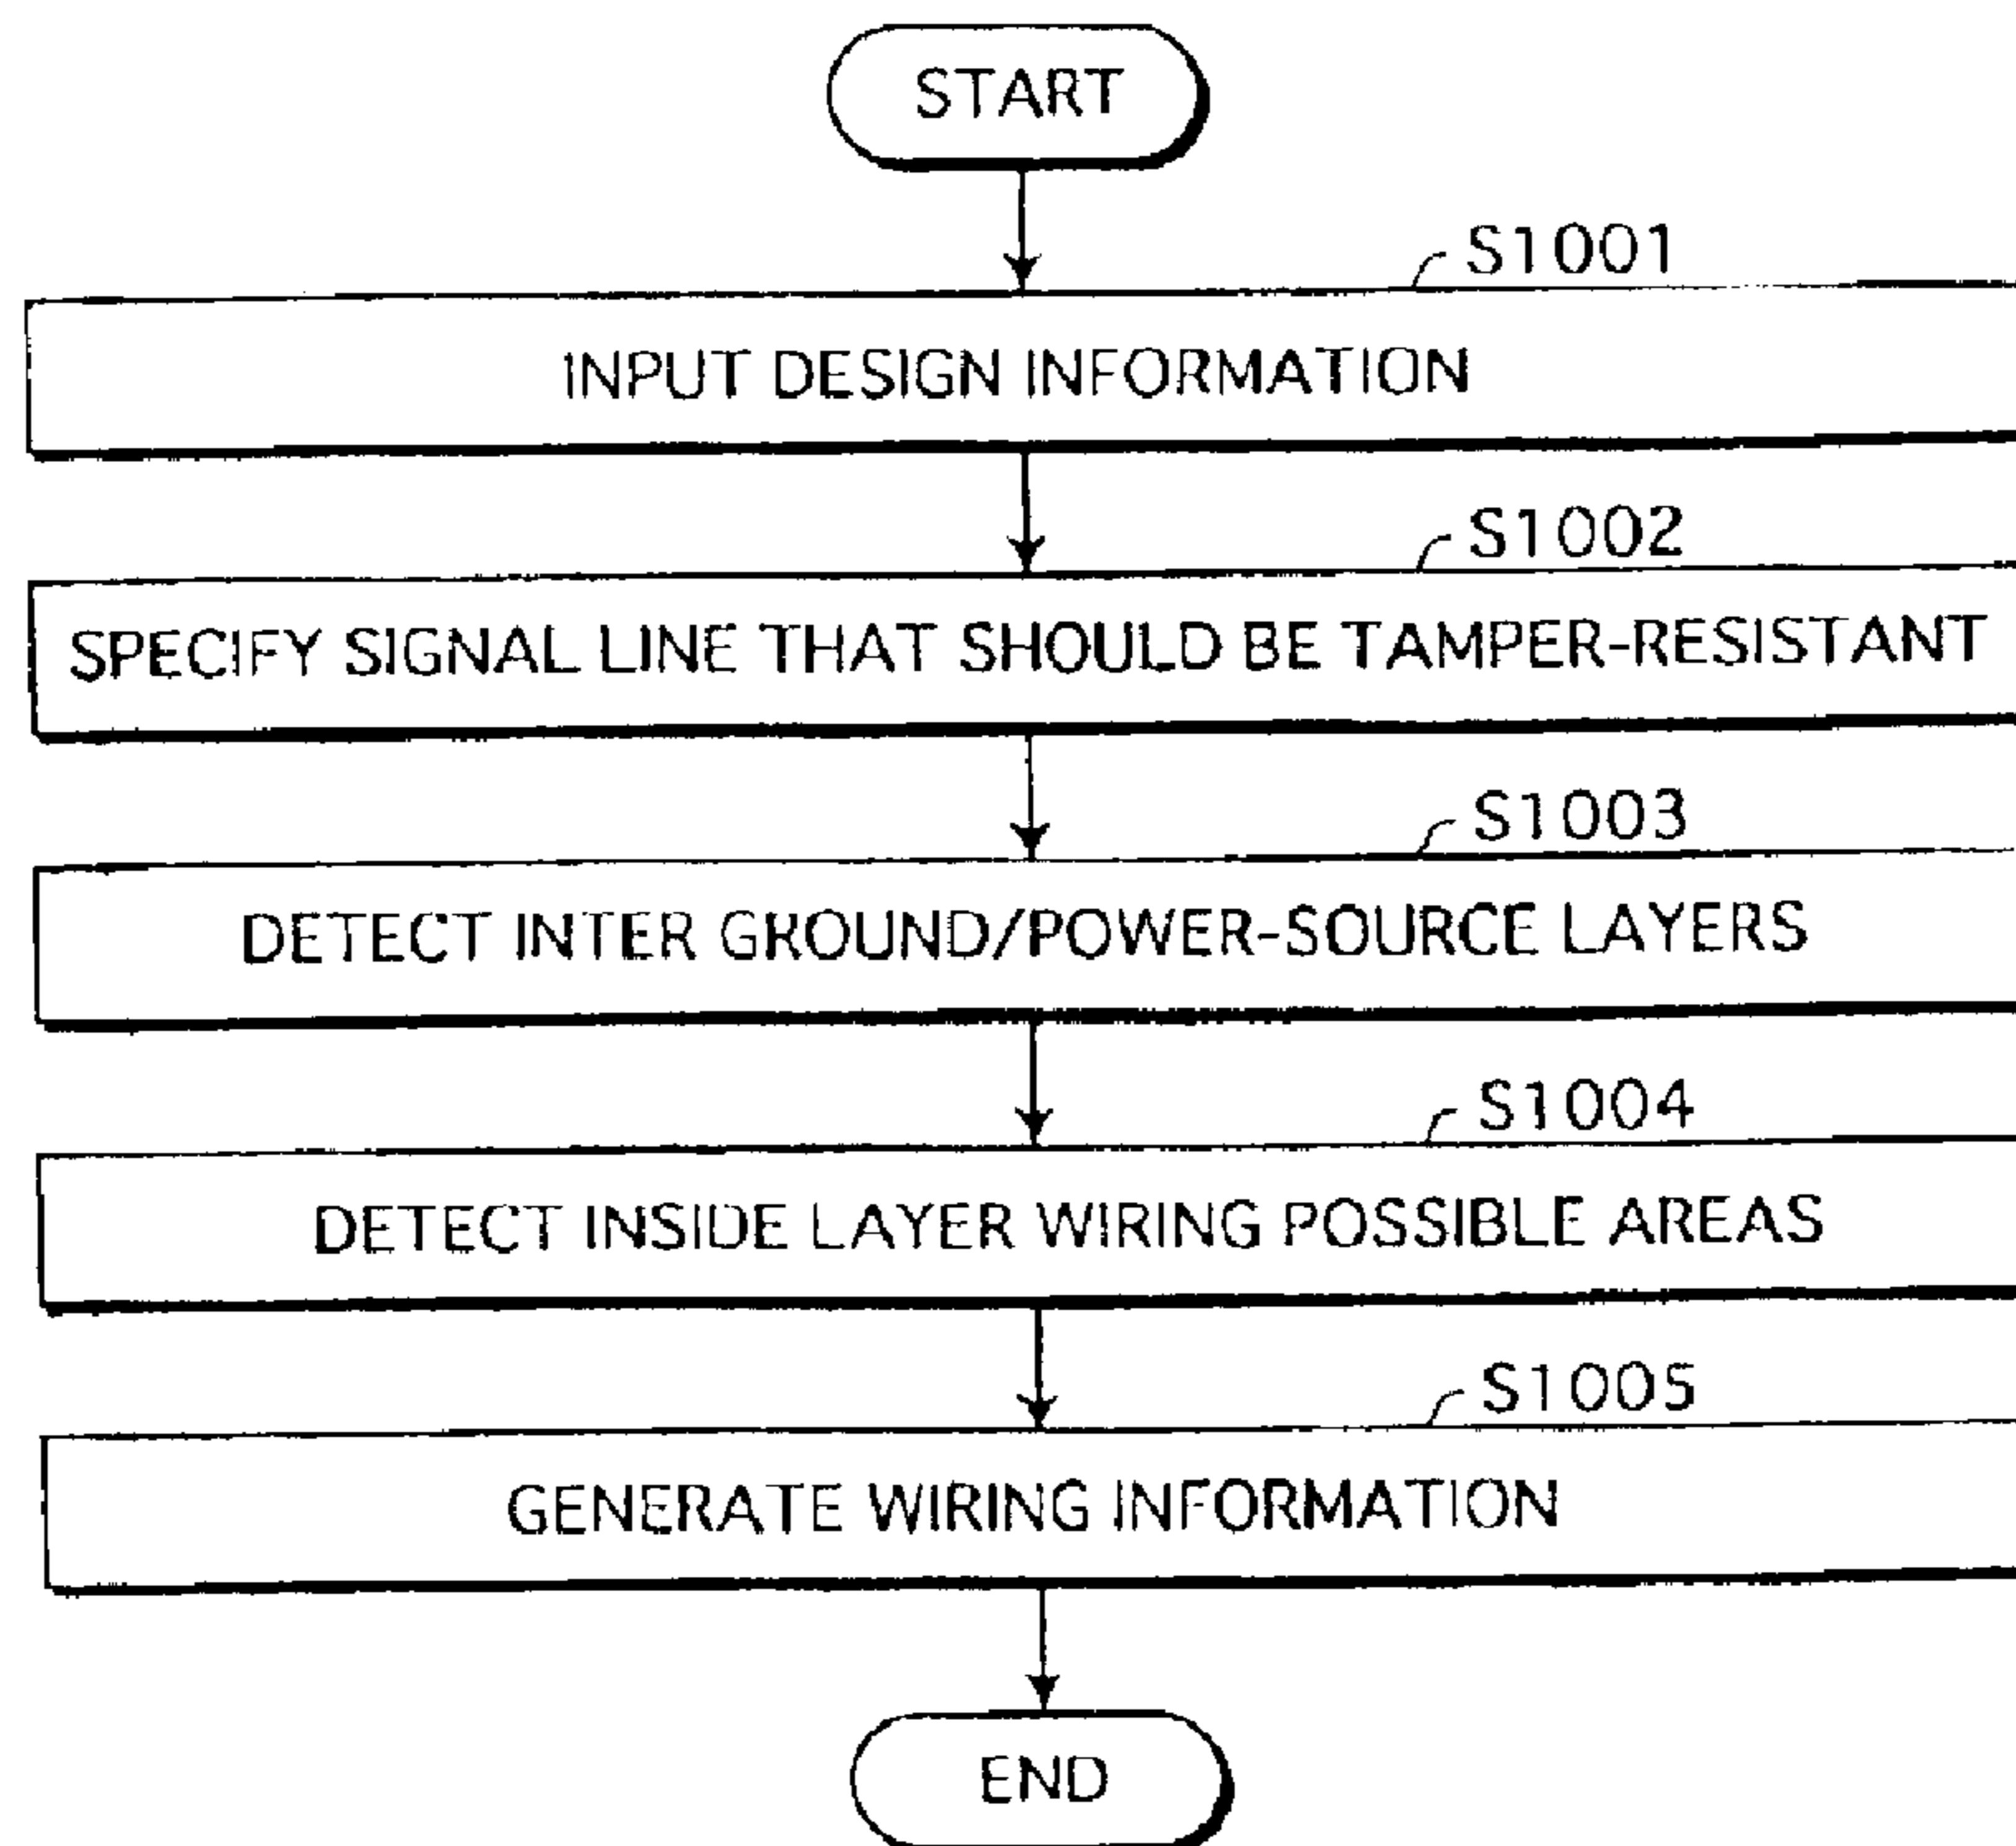 START
S1001
INPUT DESIGN INFORMATION
S1002
SPECIFY SIGNAL LINE THAT SHOULD BE TAMPER-RESISTANT
S1003
DETECT INTER GROUND/POWER-SOURCE LAYERS
S1004
DETECT INSIDE LAYER WIRING POSSIBLE AREAS
S1005
GENERATE WIRING INFORMATION
END